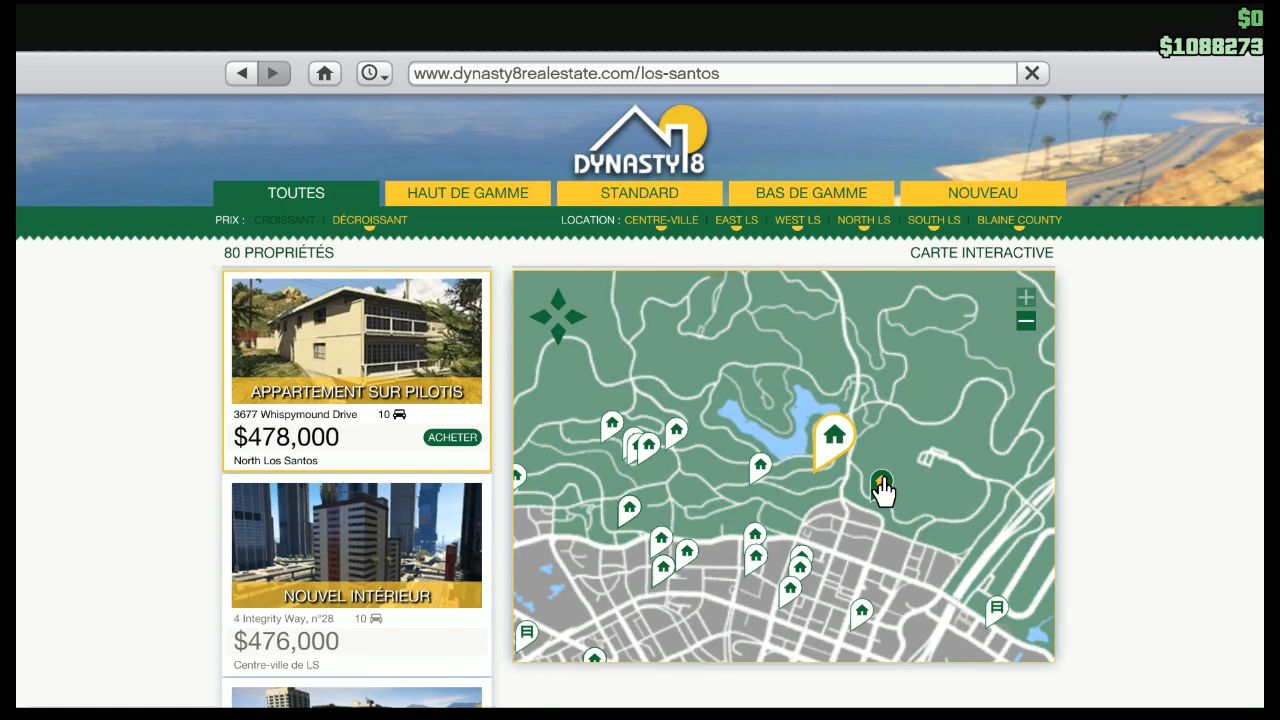 $0
$1088273
www.dynasty8realestate.com/los-santos
DYNASTY 8
TOUTES
HAUT DE GAMME
STANDARD
BAS DE GAMME
NOUVEAU
PRIX : CROISSANT | DÉCROISSANT
LOCATION : CENTRE-VILLE | EAST LS | WEST LS | NORTH LS | SOUTH LS | BLAINE COUNTY
80 PROPRIÉTÉS
CARTE INTERACTIVE
APPARTEMENT SUR PILOTIS
3677 Whispymound Drive 10
$478,000
ACHETER
North Los Santos
NOUVEL INTÉRIEUR
4 Integrity Way, n°28 10
$476,000
Centre-ville de LS